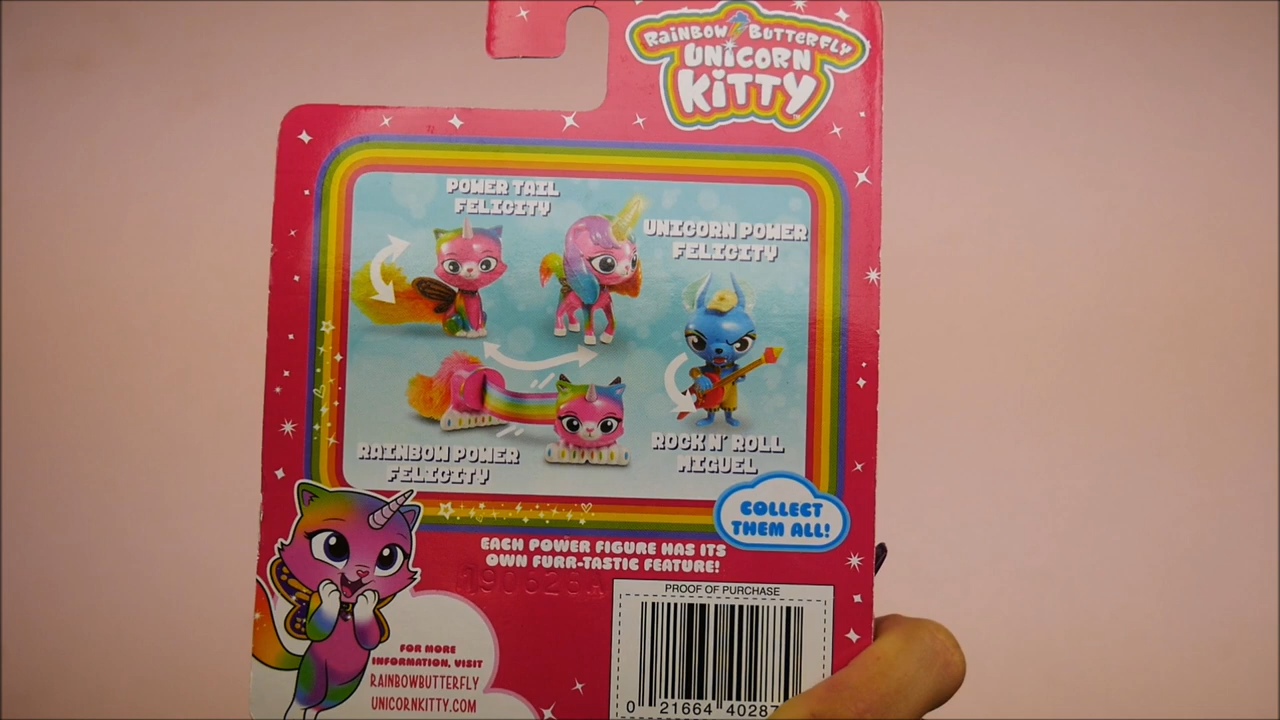 RAINBOW BUTTERFLY
UNICORN
KITTY
POWER TAIL
FELICITY
UNICORN POWER
FELICITY
RAINBOW POWER
FELICITY
ROCK N' ROLL
MIGUEL
COLLECT
THEM ALL!
EACH POWER FIGURE HAS ITS
OWN FURR-TASTIC FEATURE!
190628A
PROOF OF PURCHASE
FOR MORE
INFORMATION, VISIT
RAINBOWBUTTERFLY
UNICORNKITTY.COM
0 21664 40287